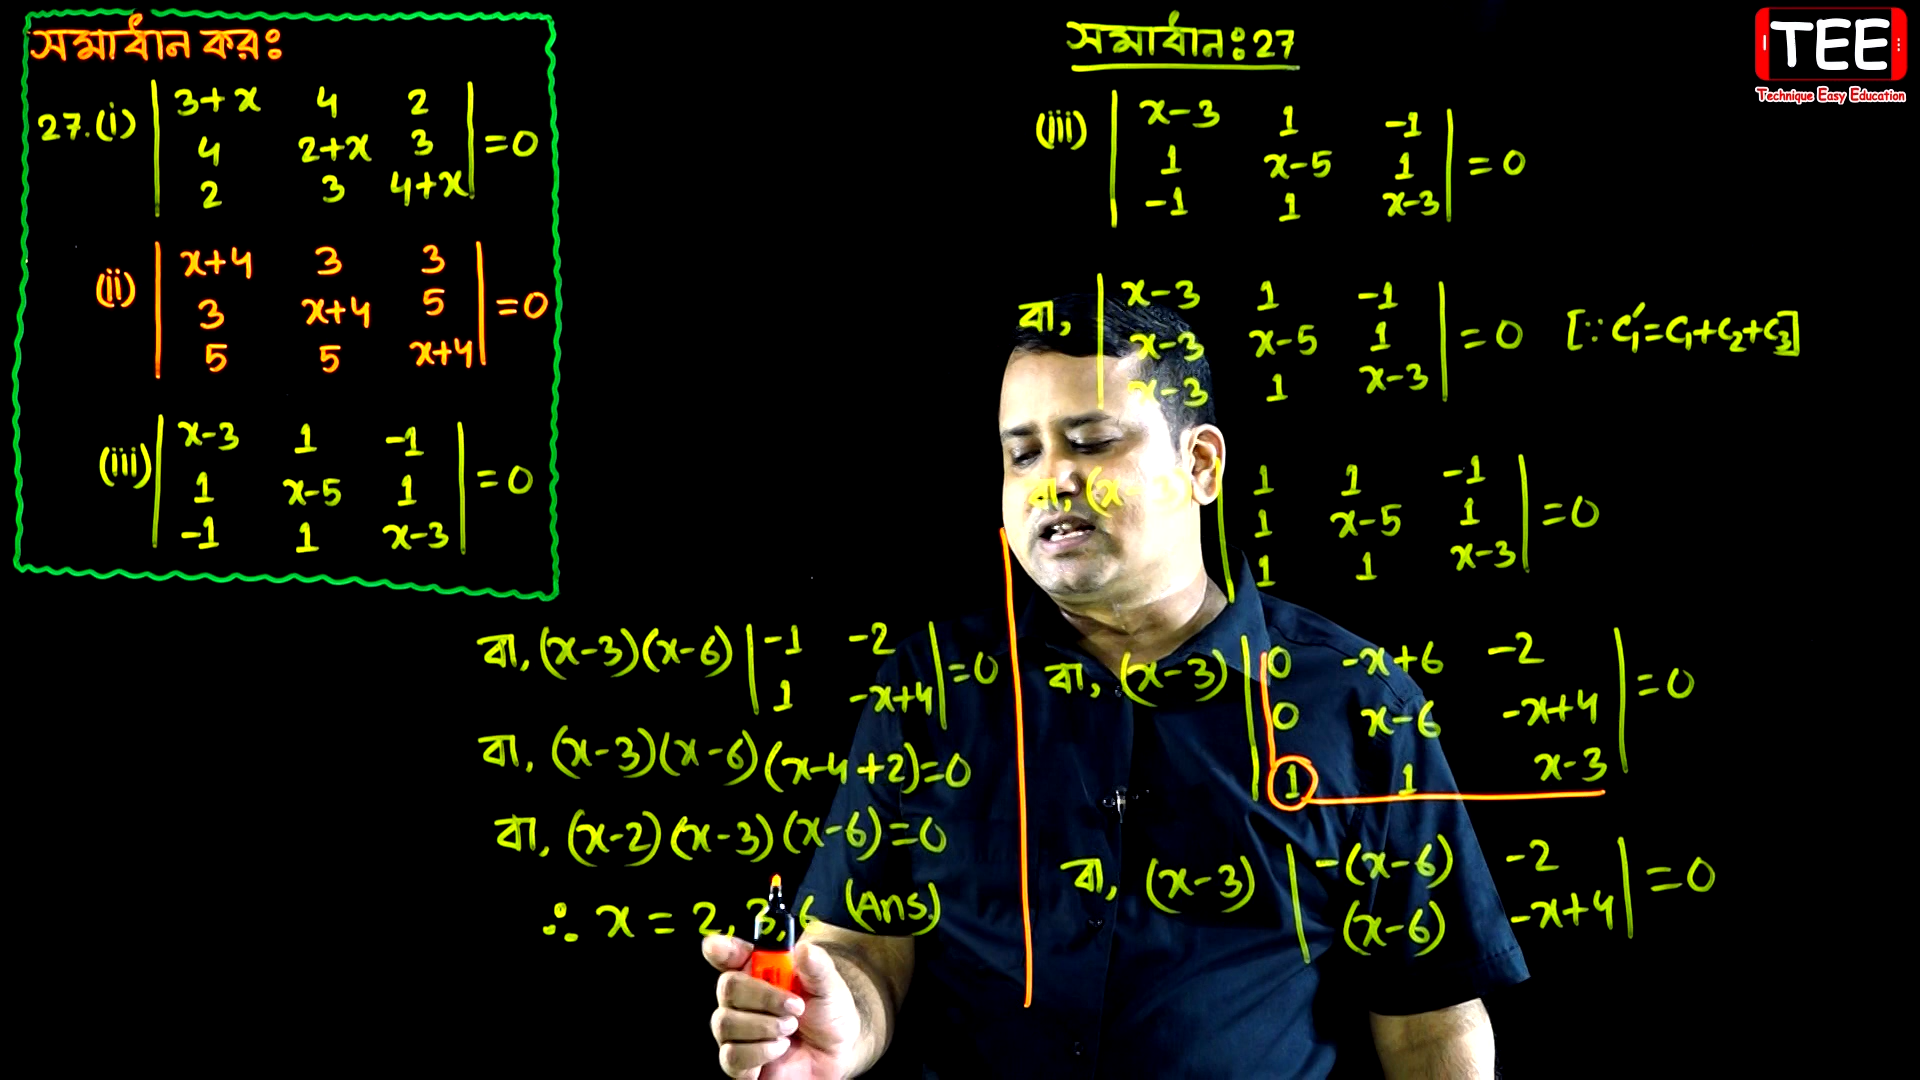 সমাধান করঃ
27. (i) | 3+x 4 2 |
| 4 2+x 3 | =0
| 2 3 4+x |
(ii) | x+4 3 3 |
| 3 x+4 5 | =0
| 5 5 x+4 |
(iii) | x-3 1 -1 |
| 1 x-5 1 | =0
| -1 1 x-3 |
সমাধানঃ 27
(iii) | x-3 1 -1 |
| 1 x-5 1 | =0
| -1 1 x-3 |
বা, | x-3 1 -1 |
| x-3 x-5 1 | =0 [∵ C₁′=C₁+C₂+C₃]
| x-3 1 x-3 |
বা, (x-3) | 1 1 -1 |
| 1 x-5 1 | =0
| 1 1 x-3 |
বা, (x-3) | 0 -x+6 -2 |
| 0 x-6 -x+4 | =0
| 1 1 x-3 |
বা, (x-3) | -(x-6) -2 |
| (x-6) -x+4 | =0
বা, (x-3)(x-6) | -1 -2 |
| 1 -x+4 | =0
বা, (x-3)(x-6)(x-4+2)=0
বা, (x-2)(x-3)(x-6)=0
∴ x = 2, 3, 6 (Ans.)
TEE
Technique Easy Education